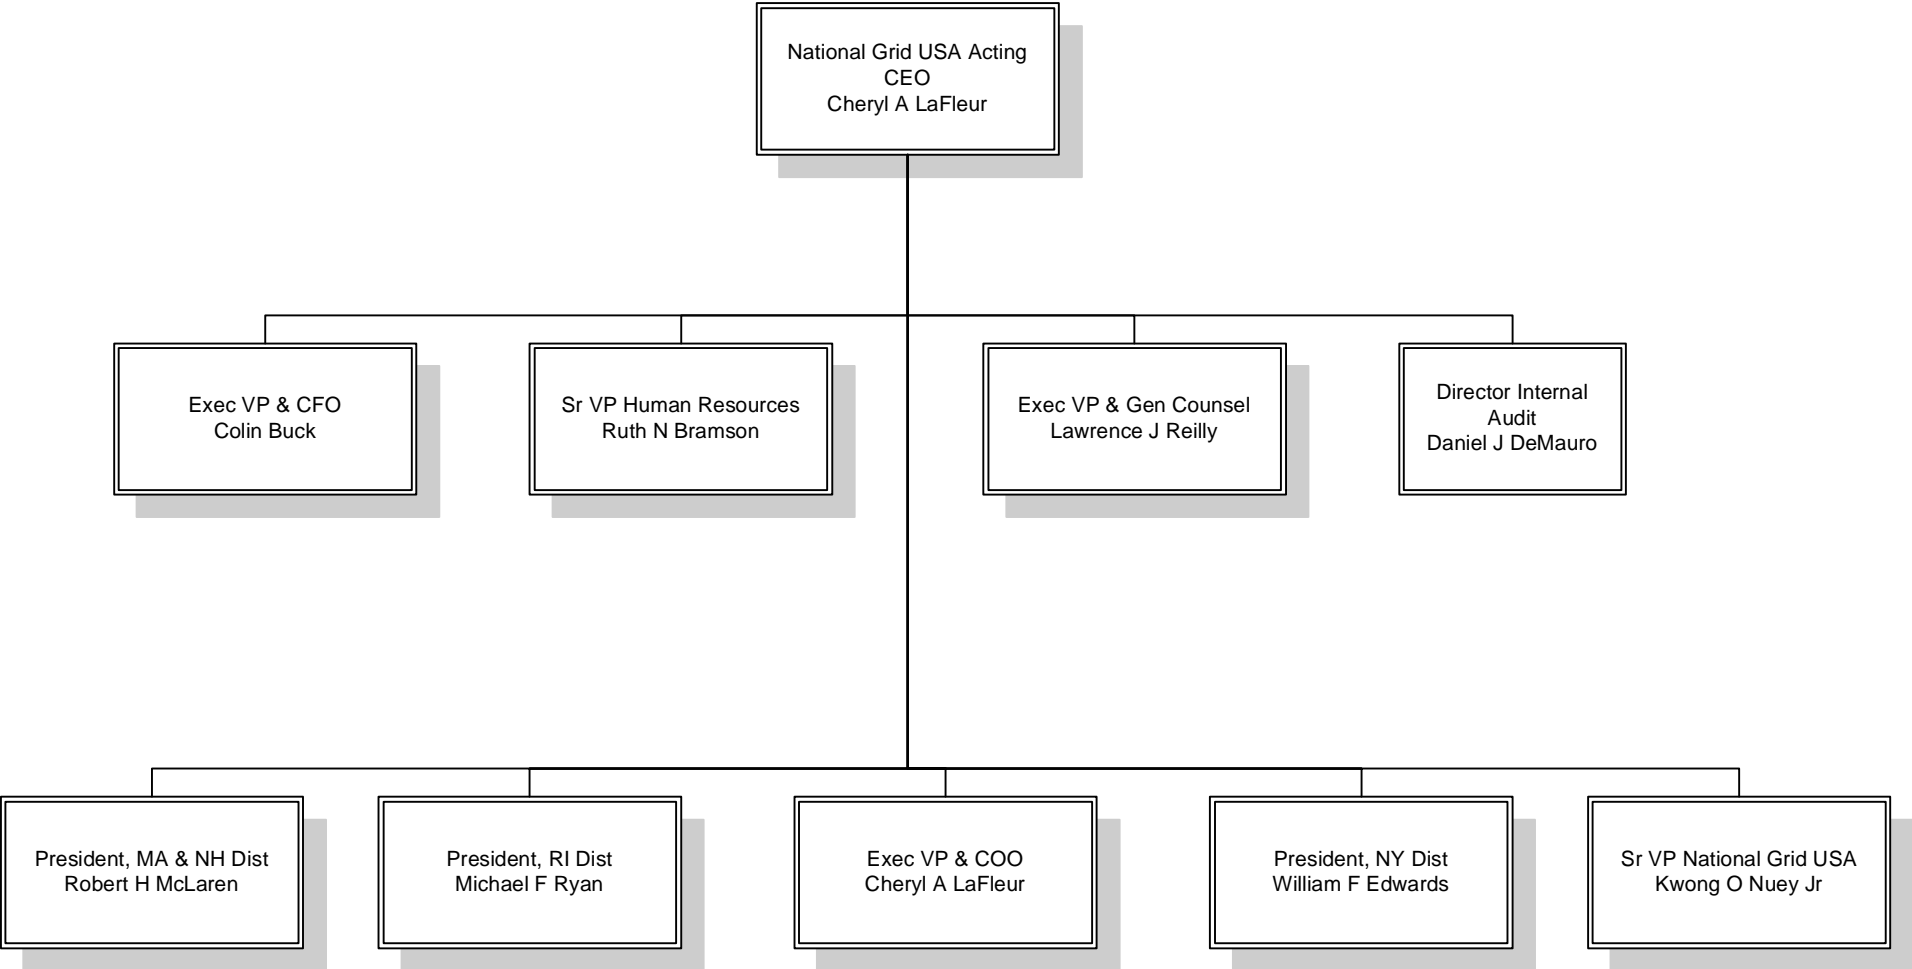 National Grid USA Acting
CEO
Cheryl A LaFleur
Exec VP & CFO
Colin Buck
Sr VP Human Resources
Ruth N Bramson
Exec VP & Gen Counsel
Lawrence J Reilly
Director Internal
Audit
Daniel J DeMauro
President, MA & NH Dist
Robert H McLaren
President, RI Dist
Michael F Ryan
Exec VP & COO
Cheryl A LaFleur
President, NY Dist
William F Edwards
Sr VP National Grid USA
Kwong O Nuey Jr